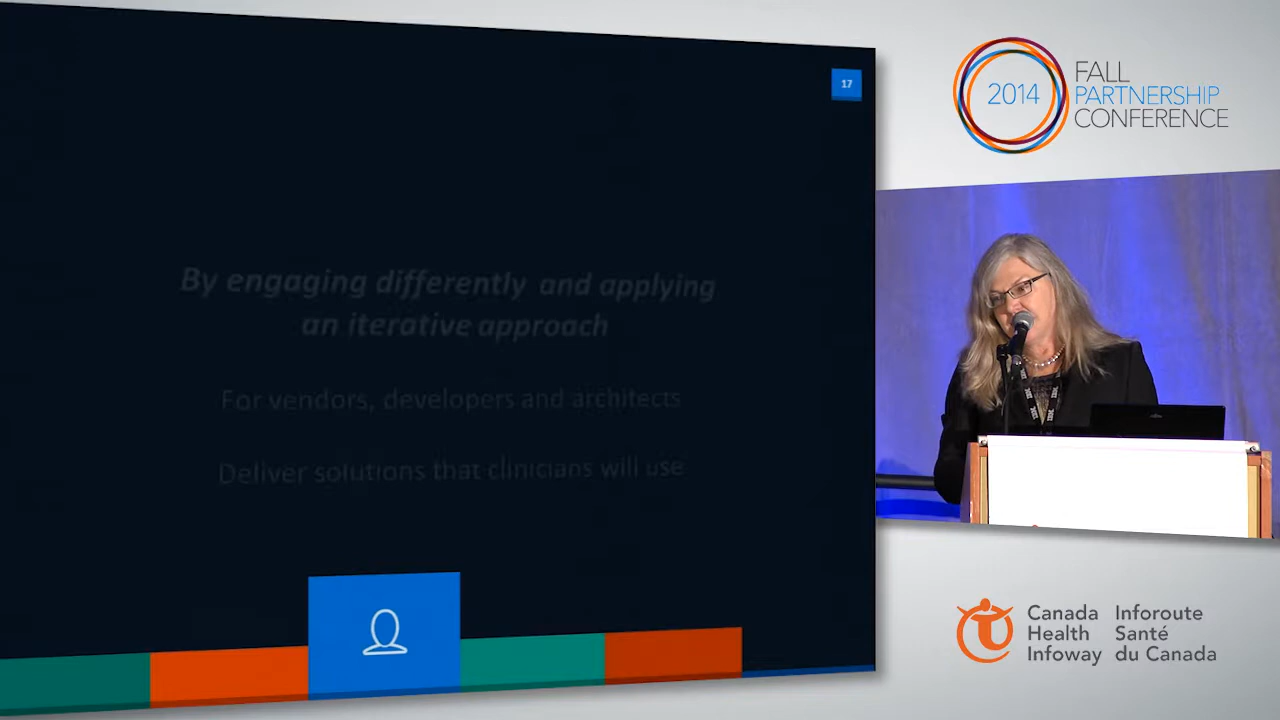 17
By engaging differently and applying
an iterative approach
For vendors, developers and architects
Deliver solutions that clinicians will use
2014
FALL
PARTNERSHIP
CONFERENCE
Canada
Health
Infoway
Inforoute
Santé
du Canada